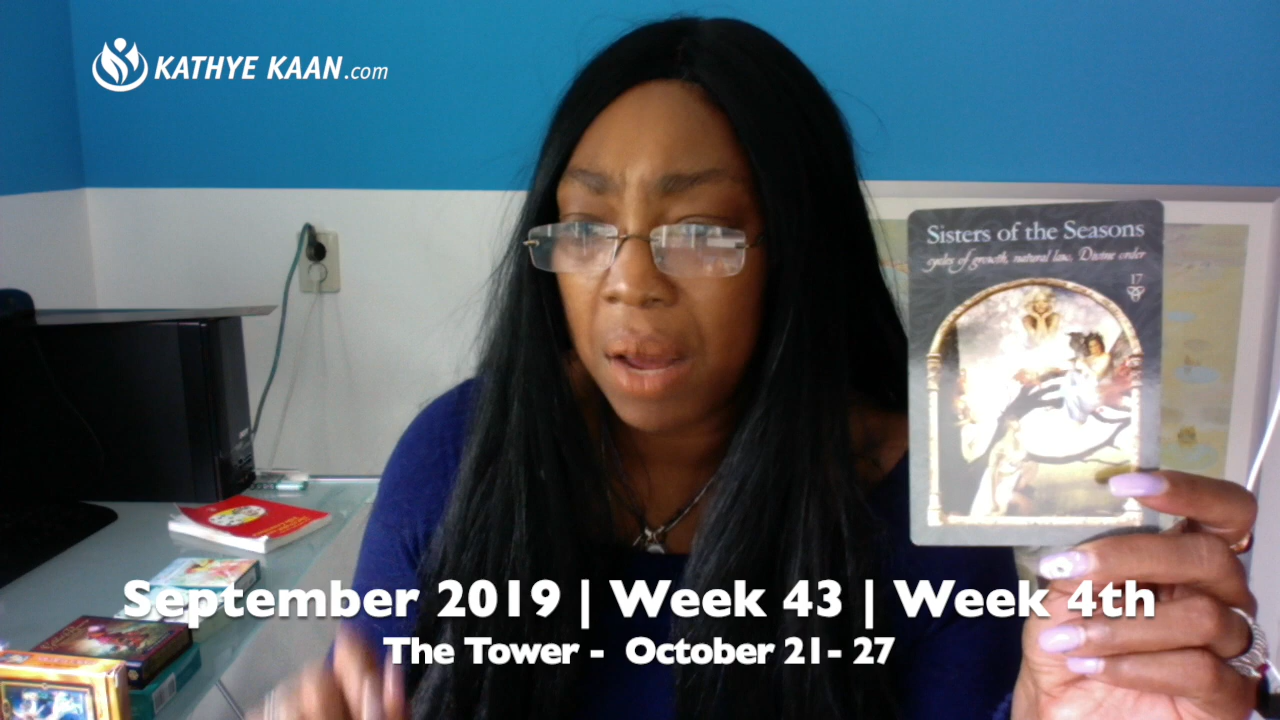 KATHYE KAAN.com
Sisters of the Seasons
cycles of growth, natural law, Divine order
17
September 2019 | Week 43 | Week 4th
The Tower - October 21- 27